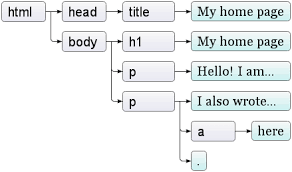 html head title My home page
body h1 My home page
p Hello! I am...
p I also wrote...
a here
.